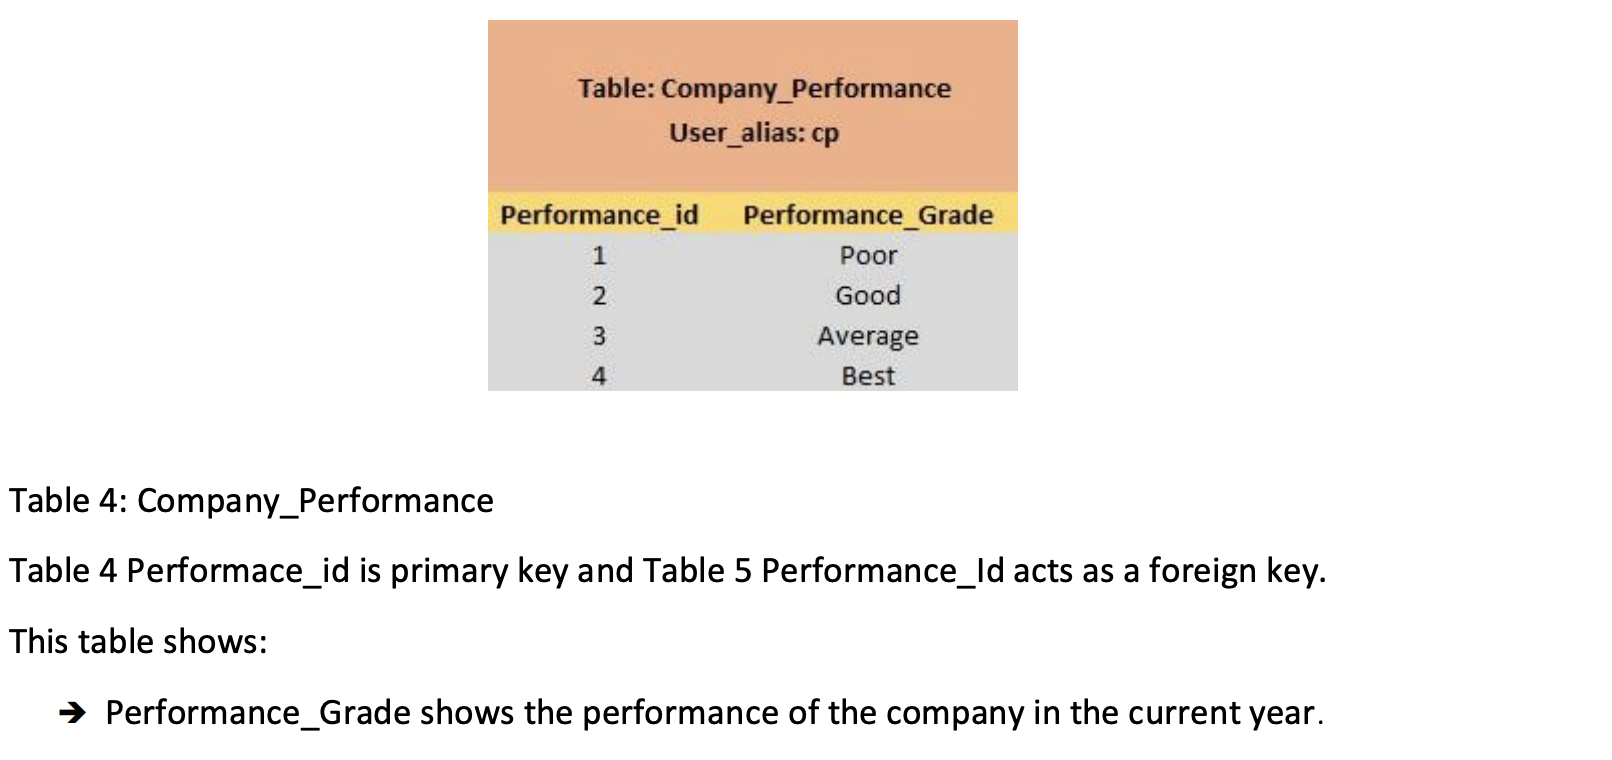 Table: Company_Performance
User_alias: cp
Performance_id Performance_Grade
1 Poor
2 Good
3 Average
4 Best
Table 4: Company_Performance
Table 4 Performace_id is primary key and Table 5 Performance_Id acts as a foreign key.
This table shows:
➔ Performance_Grade shows the performance of the company in the current year.